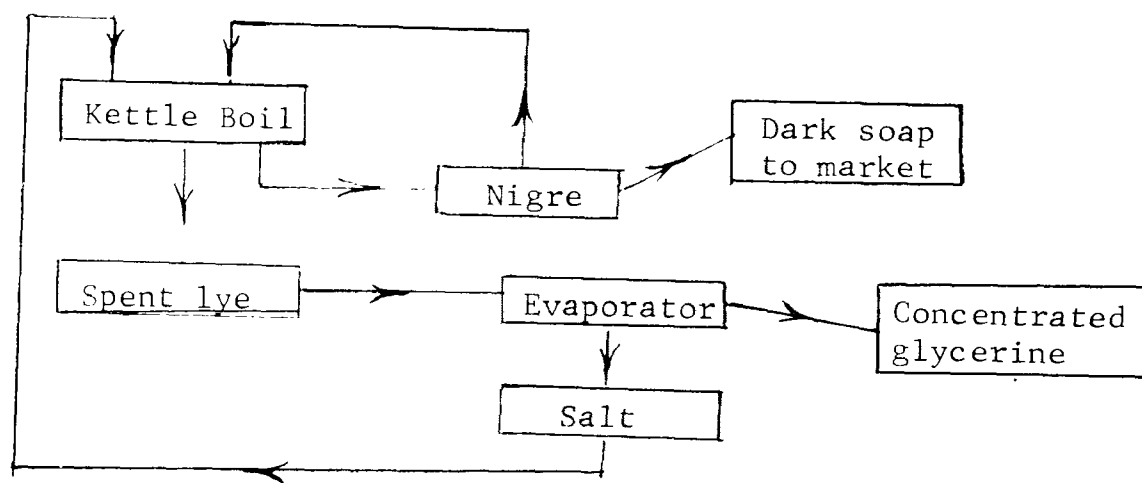 Kettle Boil
Dark soap
to market
Nigre
Spent lye
Evaporator
Concentrated
glycerine
Salt